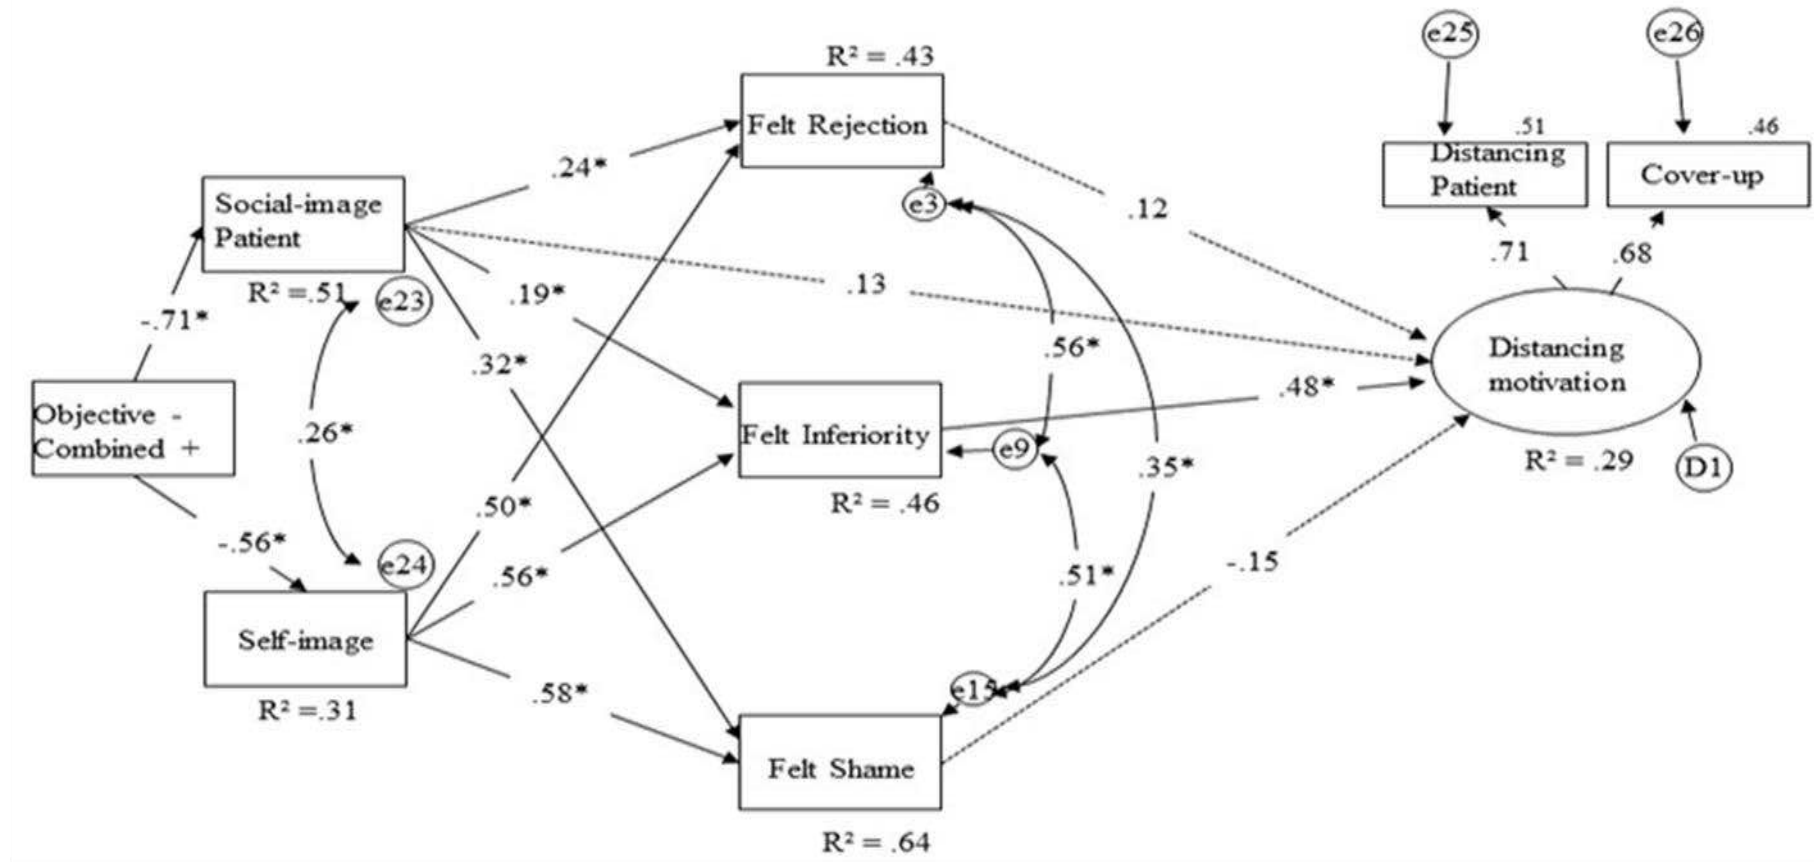 e25
e26
R² = .43
.51
.46
Felt Rejection
Distancing
Patient
Cover-up
.24*
Social-image
Patient
e3
.12
.71
.68
R² =.51
e23
.19*
.13
-.71*
.56*
Distancing
motivation
.32*
.48*
Objective -
Combined +
.26*
Felt Inferiority
e9
.35*
R² = .29
D1
.50*
R² = .46
-.56*
e24
.56*
.51*
-.15
Self-image
.58*
e15
R² =.31
Felt Shame
R² = .64